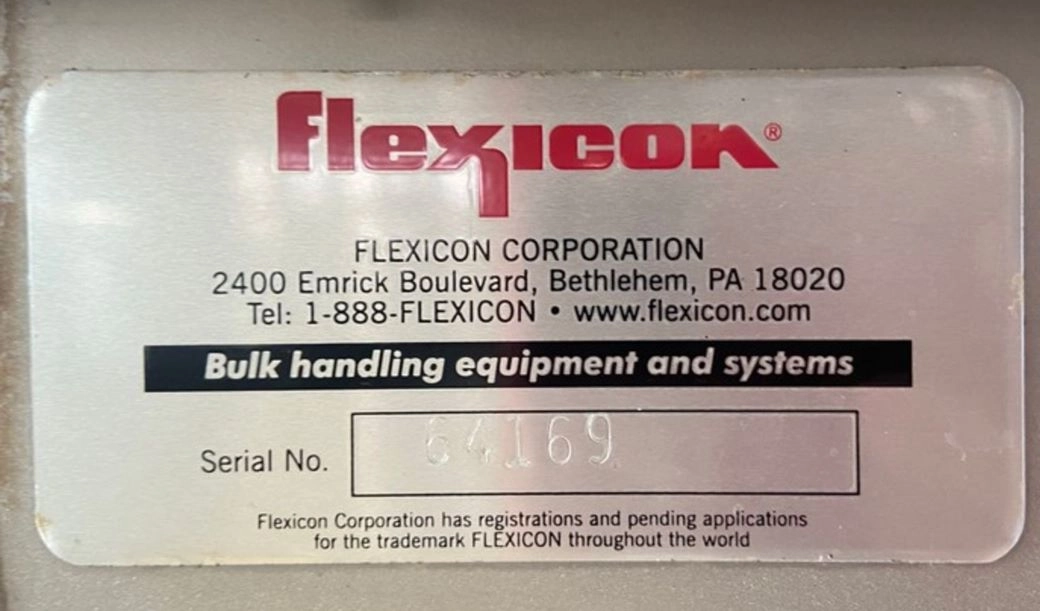 flexicon®
FLEXICON CORPORATION
2400 Emrick Boulevard, Bethlehem, PA 18020
Tel: 1-888-FLEXICON • www.flexicon.com
Bulk handling equipment and systems
Serial No. 64169
Flexicon Corporation has registrations and pending applications
for the trademark FLEXICON throughout the world